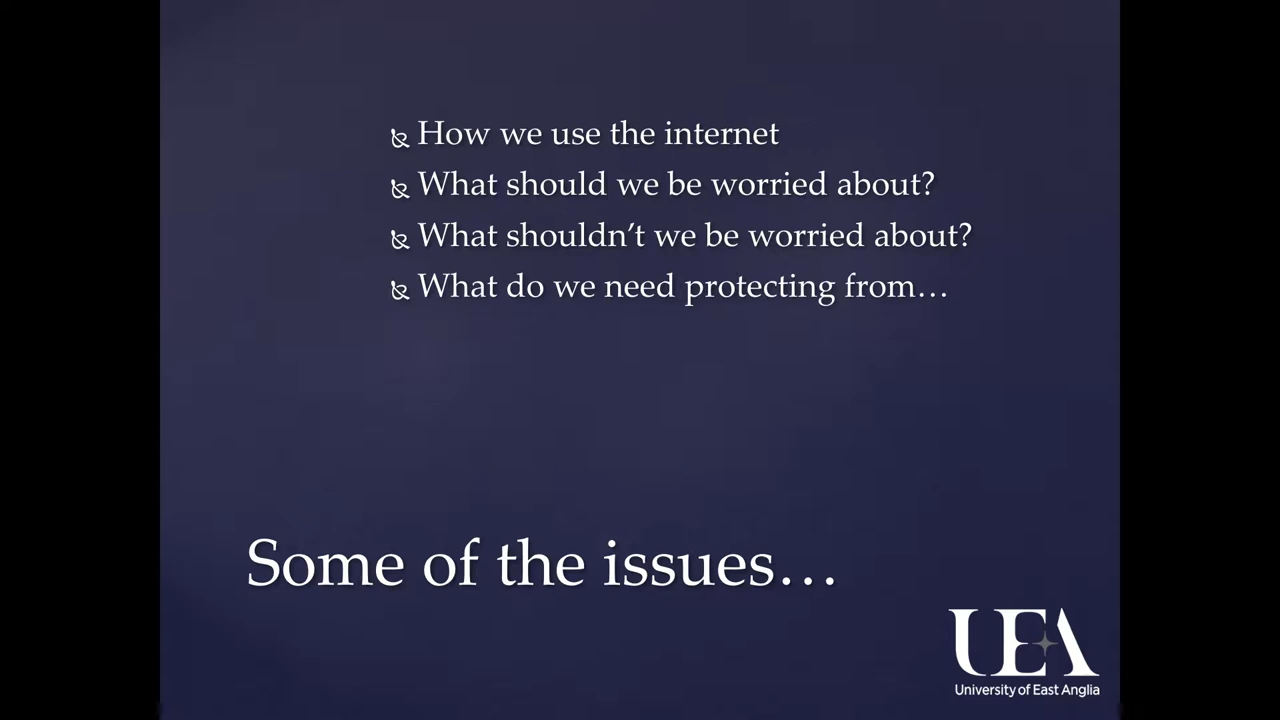 How we use the internet
What should we be worried about?
What shouldn’t we be worried about?
What do we need protecting from…
Some of the issues…
UEA
University of East Anglia